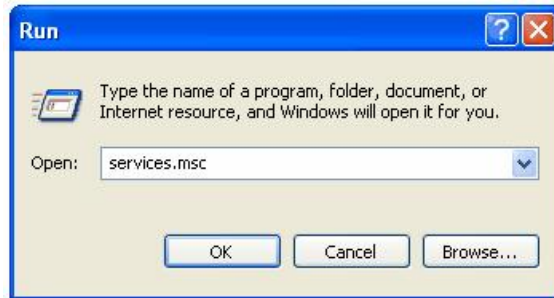 Run
Type the name of a program, folder, document, or
Internet resource, and Windows will open it for you.
Open: services.msc
OK Cancel Browse...